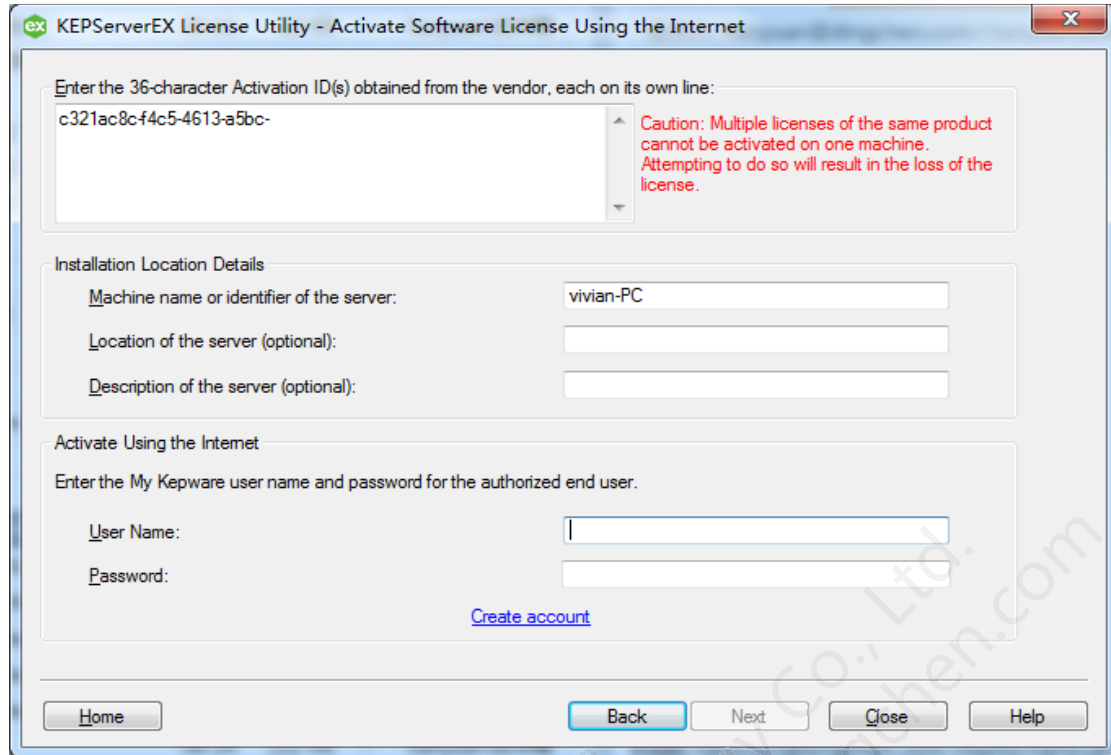 ex KEPServerEX License Utility - Activate Software License Using the Internet
Enter the 36-character Activation ID(s) obtained from the vendor, each on its own line:
c321ac8c-f4c5-4613-a5bc-
Caution: Multiple licenses of the same product
cannot be activated on one machine.
Attempting to do so will result in the loss of the
license.
Installation Location Details
Machine name or identifier of the server:
vivian-PC
Location of the server (optional):
Description of the server (optional):
Activate Using the Internet
Enter the My Kepware user name and password for the authorized end user.
User Name:
Password:
Create account
Home
Back
Next
Close
Help
Co., Ltd.